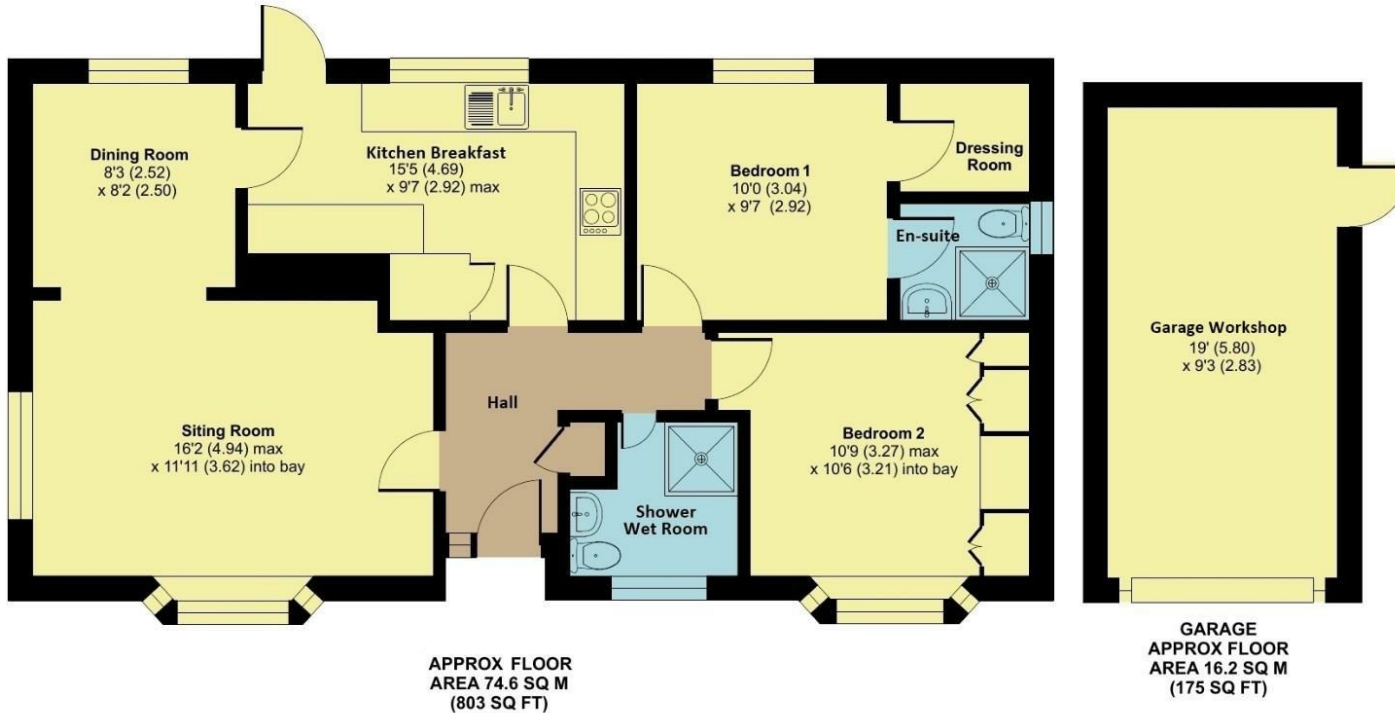 Dining Room
8'3 (2.52)
x 8'2 (2.50)
Kitchen Breakfast
15'5 (4.69)
x 9'7 (2.92) max
Bedroom 1
10'0 (3.04)
x 9'7 (2.92)
Dressing
Room
En-suite
Garage Workshop
19' (5.80)
x 9'3 (2.83)
Siting Room
16'2 (4.94) max
x 11'11 (3.62) into bay
Hall
Bedroom 2
10'9 (3.27) max
x 10'6 (3.21) into bay
Shower
Wet Room
APPROX FLOOR
AREA 74.6 SQ M
(803 SQ FT)
GARAGE
APPROX FLOOR
AREA 16.2 SQ M
(175 SQ FT)